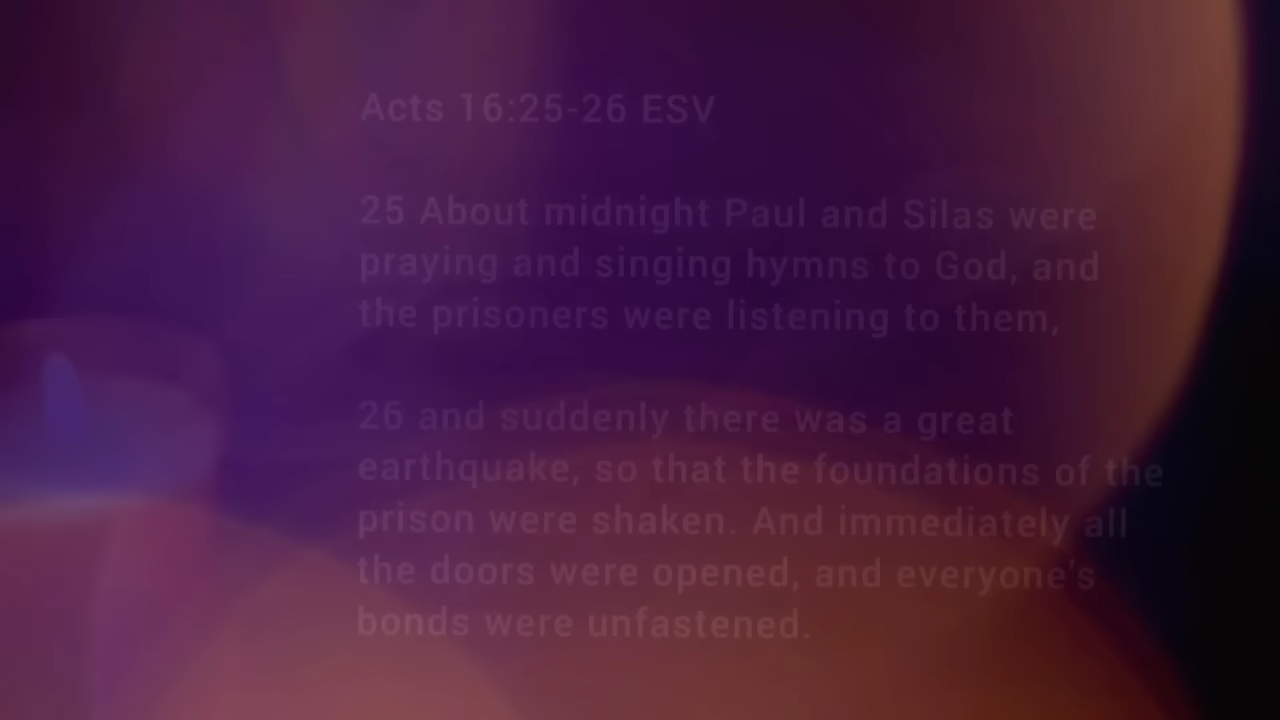 Acts 16:25-26 ESV
25 About midnight Paul and Silas were
praying and singing hymns to God, and
the prisoners were listening to them,
26 and suddenly there was a great
earthquake, so that the foundations of the
prison were shaken. And immediately all
the doors were opened, and everyone's
bonds were unfastened.